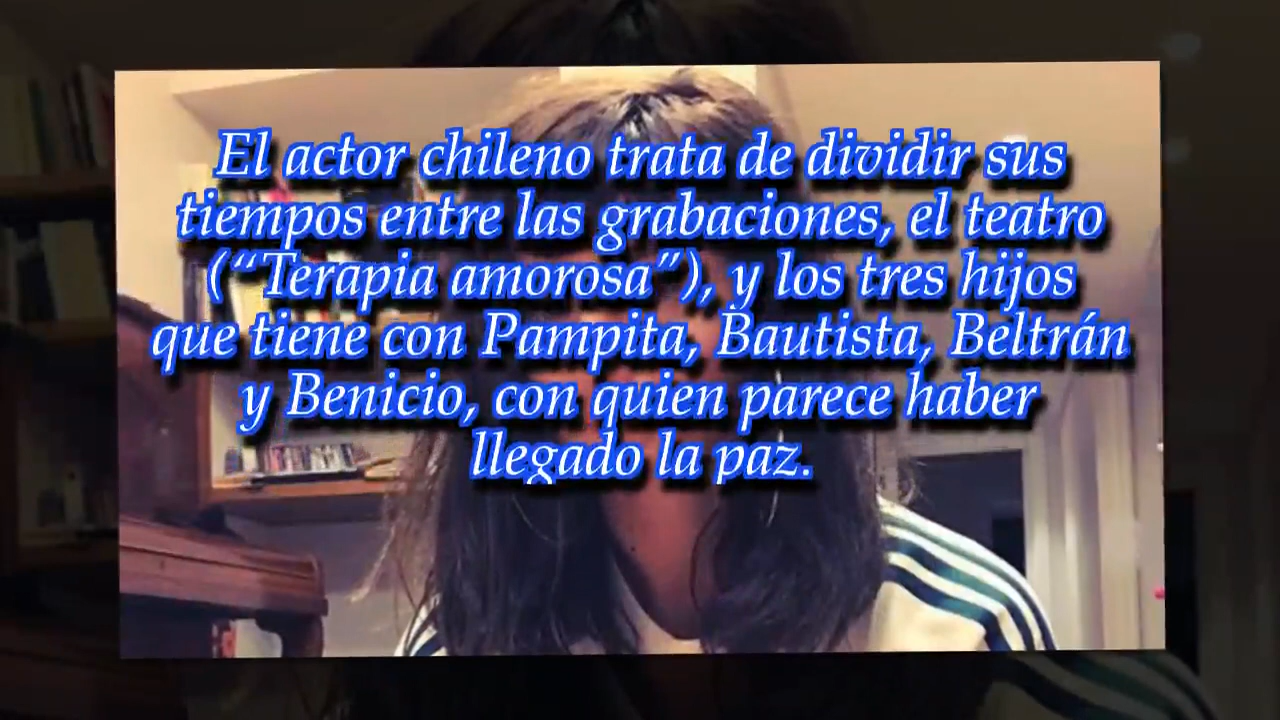 El actor chileno trata de dividir sus
tiempos entre las grabaciones, el teatro
(“Terapia amorosa”), y los tres hijos
que tiene con Pampita, Bautista, Beltrán
y Benicio, con quien parece haber
llegado la paz.